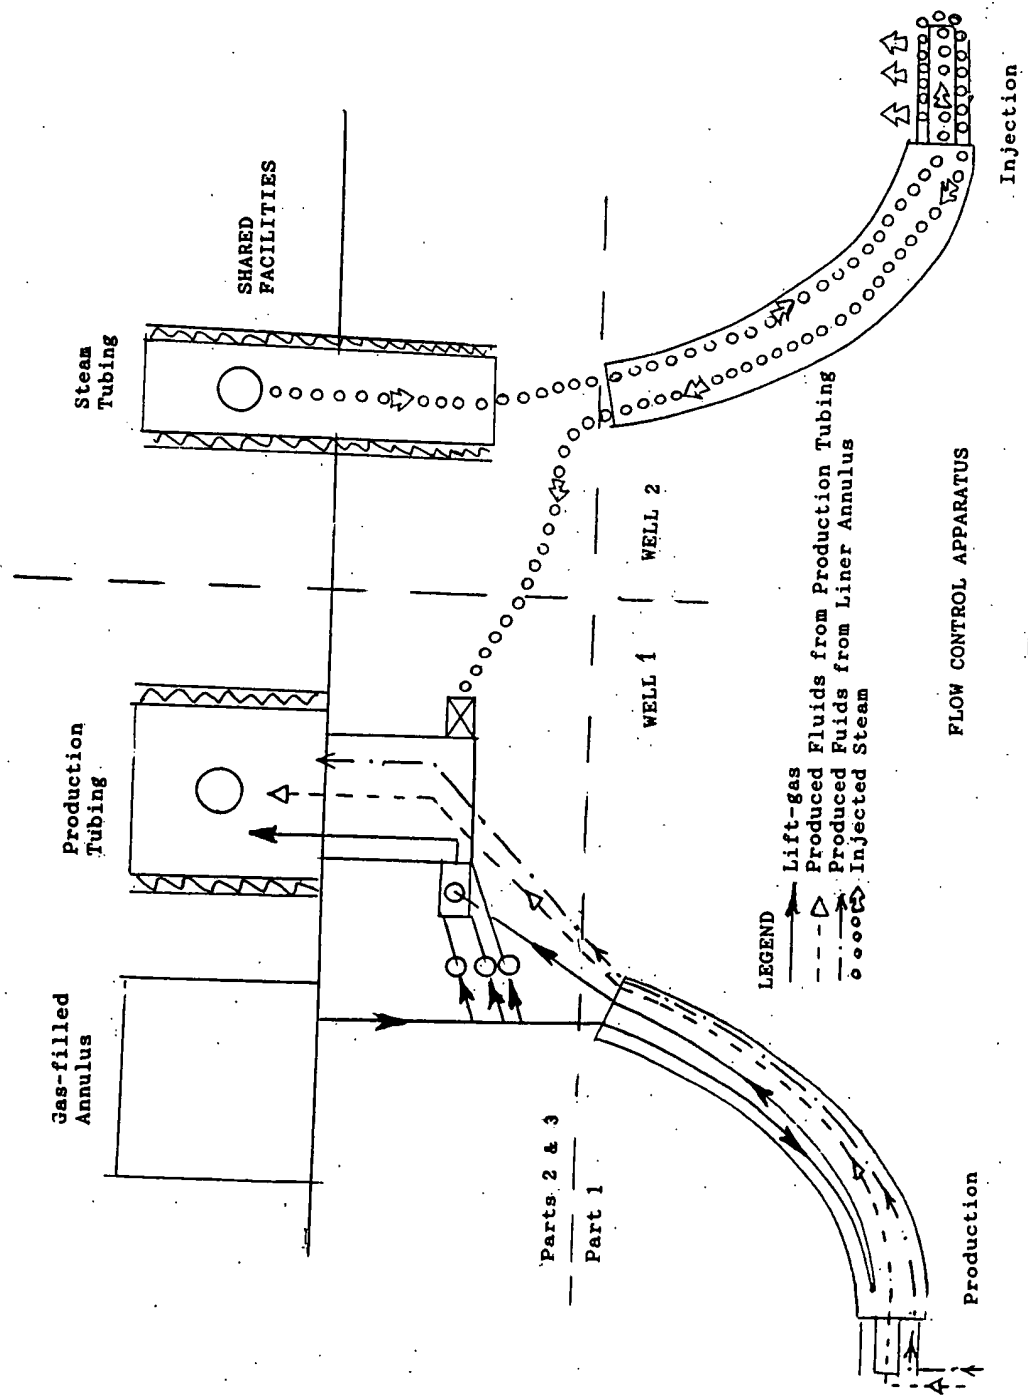 Gas-filled
Annulus
Production
Tubing
Steam
Tubing
SHARED
FACILITIES
Parts 2 & 3
Part 1
WELL 1
WELL 2
Production
Injection
LEGEND
Lift-gas
Produced Fluids from Production Tubing
Produced Fuids from Liner Annulus
Injected Steam
FLOW CONTROL APPARATUS